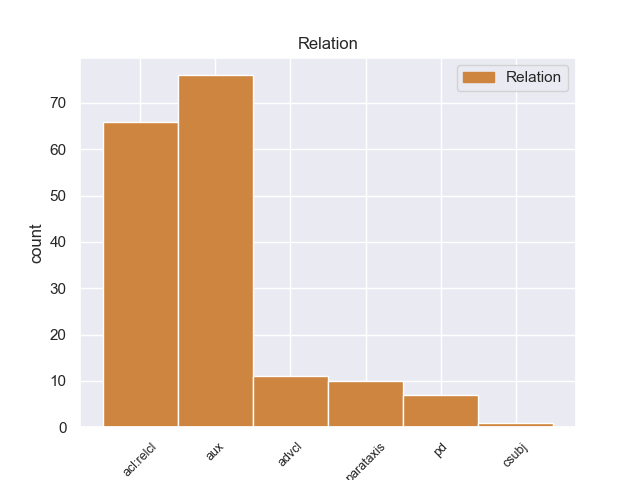 Relation
Relation
count
70
60
50
40
30
20
10
0
acl:relcl
aux
advcl
parataxis
pd
csubj